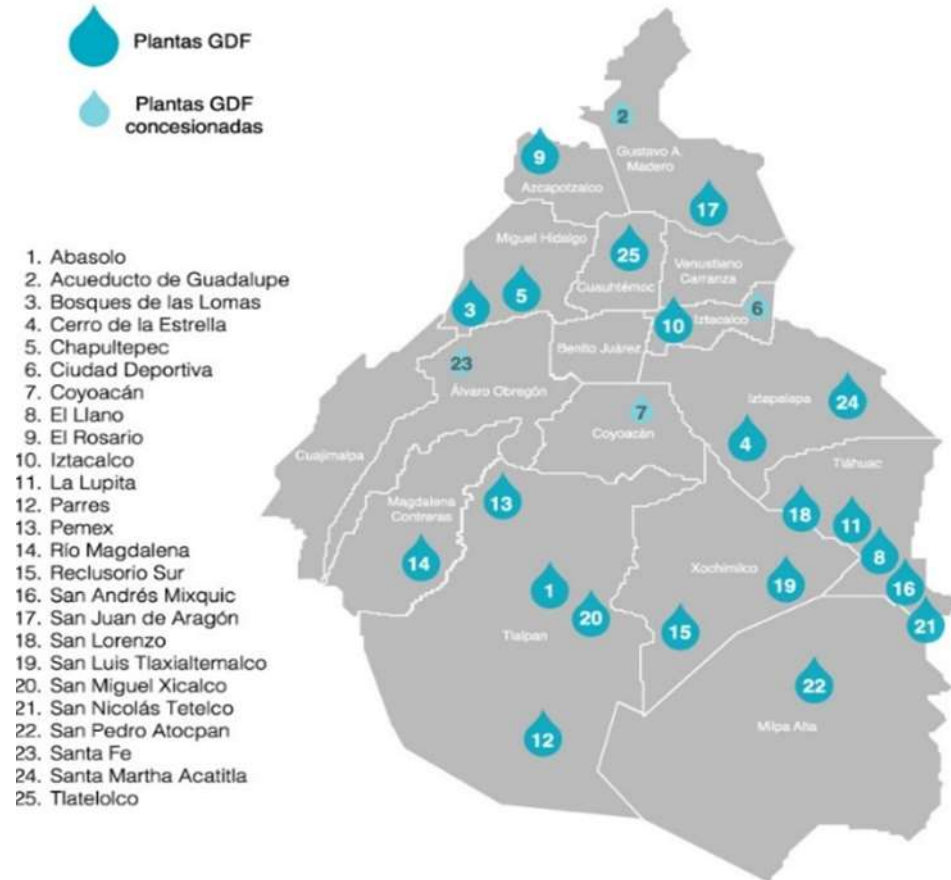 Plantas GDF
Plantas GDF
concesionadas
1. Abasolo
2. Acueducto de Guadalupe
3. Bosques de las Lomas
4. Cerro de la Estrella
5. Chapultepec
6. Ciudad Deportiva
7. Coyoacán
8. El Llano
9. El Rosario
10. Iztacalco
11. La Lupita
12. Parres
13. Pemex
14. Río Magdalena
15. Reclusorio Sur
16. San Andrés Mixquic
17. San Juan de Aragón
18. San Lorenzo
19. San Luis Tlaxialtemalco
20. San Miguel Xicalco
21. San Nicolás Tetelco
22. San Pedro Atocpan
23. Santa Fe
24. Santa Martha Acatitla
25. Tlatelolco
2
Gustavo A.
Madero
9
Azcapotzalco
17
Miguel Hidalgo
25
Cuauhtémoc
Venustiano
Carranza
3
5
10
Iztacalco
6
Benito Juárez
23
Álvaro Obregón
7
Coyoacán
Iztapalapa
24
4
Cuajimalpa
Tláhuac
Magdalena
Contreras
13
18
11
14
8
Xochimilco
19
16
1
20
Tlalpan
15
21
22
Milpa Alta
12